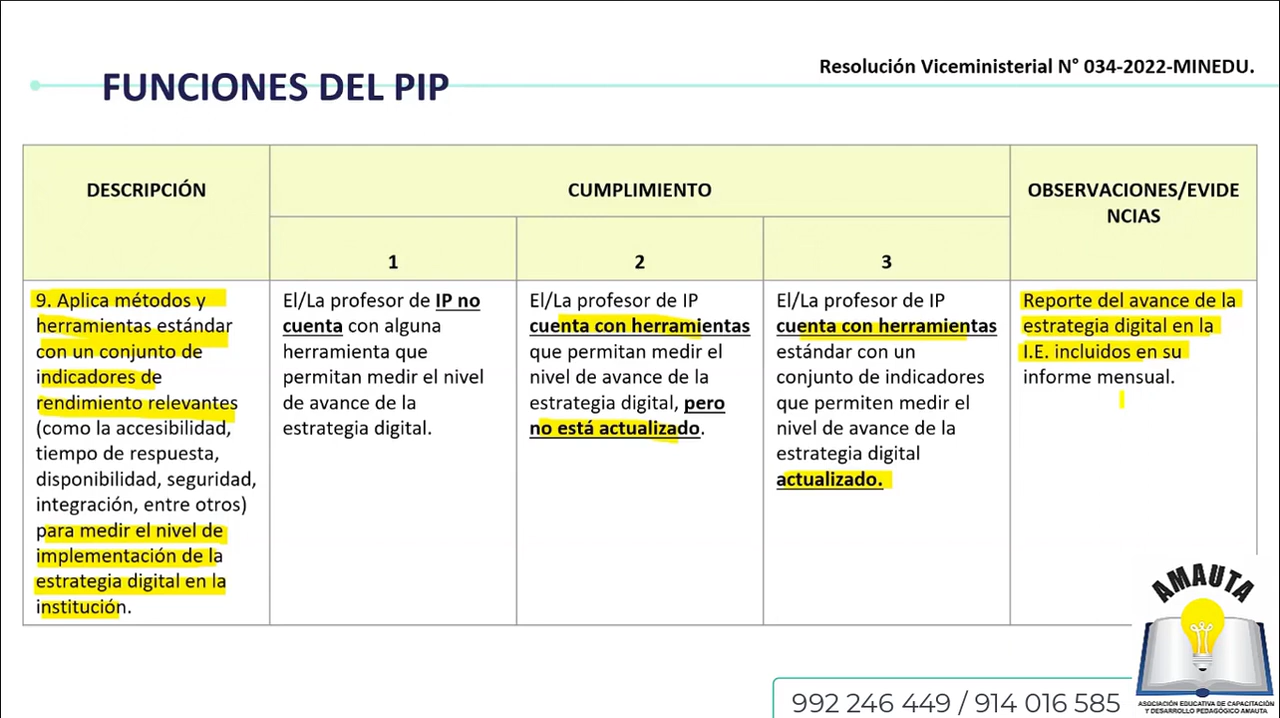 Resolución Viceministerial N° 034-2022-MINEDU.
FUNCIONES DEL PIP
DESCRIPCIÓN
CUMPLIMIENTO
OBSERVACIONES/EVIDE
NCIAS
1
2
3
9. Aplica métodos y
herramientas estándar
con un conjunto de
indicadores de
rendimiento relevantes
(como la accesibilidad,
tiempo de respuesta,
disponibilidad, seguridad,
integración, entre otros)
para medir el nivel de
implementación de la
estrategia digital en la
institución.
El/La profesor de IP no
cuenta con alguna
herramienta que
permitan medir el nivel
de avance de la
estrategia digital.
El/La profesor de IP
cuenta con herramientas
que permitan medir el
nivel de avance de la
estrategia digital, pero
no está actualizado.
El/La profesor de IP
cuenta con herramientas
estándar con un
conjunto de indicadores
que permiten medir el
nivel de avance de la
estrategia digital
actualizado.
Reporte del avance de la
estrategia digital en la
I.E. incluidos en su
informe mensual.
AMAUTA
ASOCIACIÓN EDUCATIVA DE CAPACITACIÓN
Y DESARROLLO PEDAGÓGICO AMAUTA
992 246 449 / 914 016 585